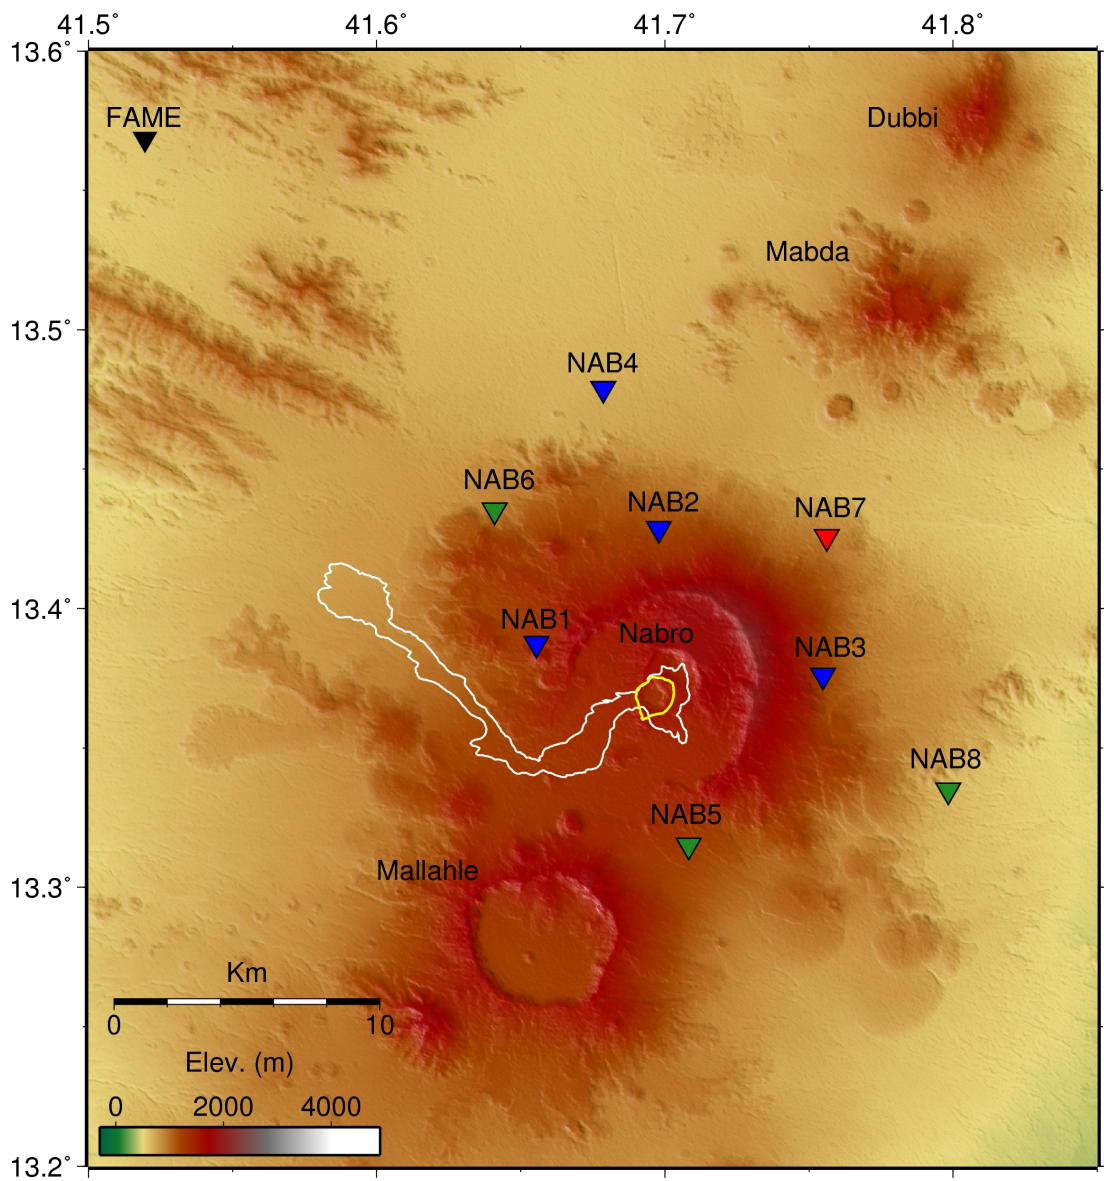 41.5˚ 41.6˚ 41.7˚ 41.8˚
13.6˚
FAME
Dubbi
Mabda
13.5˚
NAB4
NAB6
NAB2
NAB7
13.4˚
NAB1
Nabro
NAB3
NAB8
NAB5
Mallahle
13.3˚
Km
0 10
Elev. (m)
0 2000 4000
13.2˚